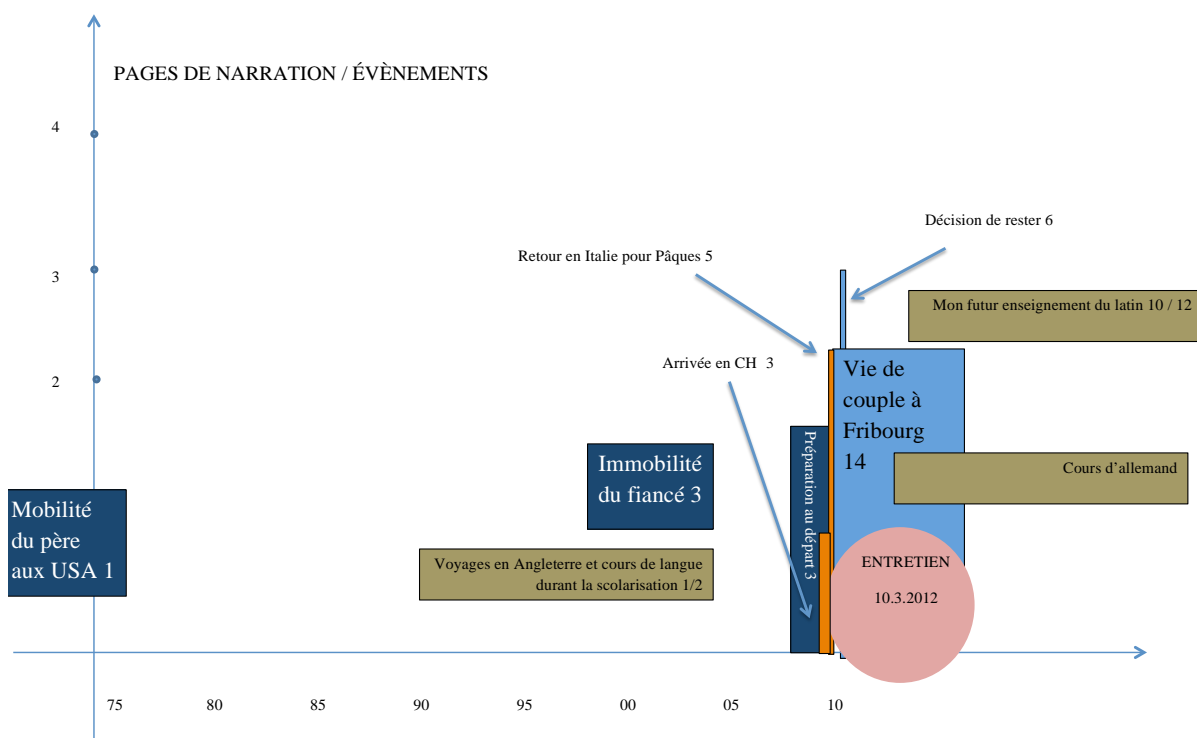 PAGES DE NARRATION / ÉVÈNEMENTS
4
3
2
Décision de rester 6
Retour en Italie pour Pâques 5
Mon futur enseignement du latin 10 / 12
Arrivée en CH  3
Vie de
couple à
Fribourg
14
Préparation au départ 3
Immobilité
du fiancé 3
Cours d’allemand
Mobilité
du père
aux USA 1
Voyages en Angleterre et cours de langue
durant la scolarisation 1/2
ENTRETIEN
10.3.2012
75 80 85 90 95 00 05 10